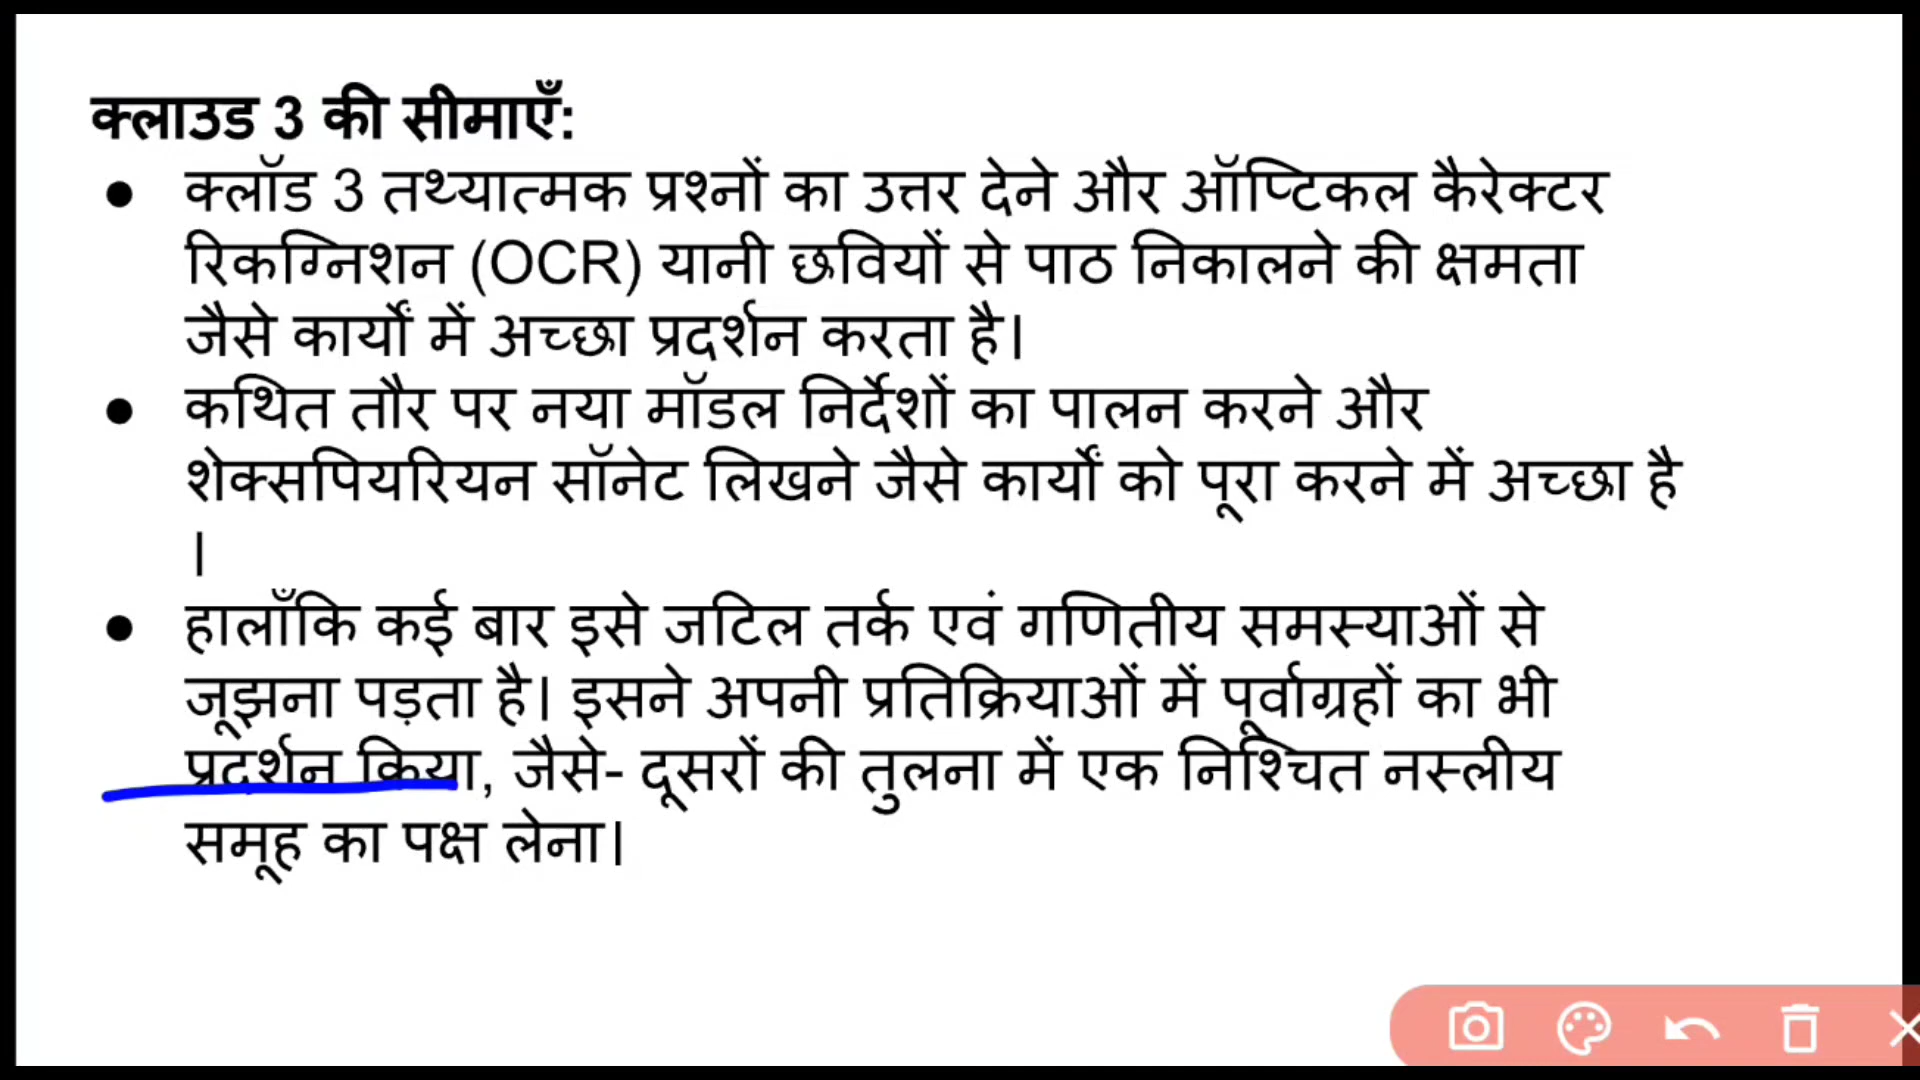 क्लाउड 3 की सीमाएँ:
● क्लॉड 3 तथ्यात्मक प्रश्नों का उत्तर देने और ऑप्टिकल कैरेक्टर
रिकग्निशन (OCR) यानी छवियों से पाठ निकालने की क्षमता
जैसे कार्यों में अच्छा प्रदर्शन करता है।
● कथित तौर पर नया मॉडल निर्देशों का पालन करने और
शेक्सपियरियन सॉनेट लिखने जैसे कार्यों को पूरा करने में अच्छा है
।
● हालाँकि कई बार इसे जटिल तर्क एवं गणितीय समस्याओं से
जूझना पड़ता है। इसने अपनी प्रतिक्रियाओं में पूर्वाग्रहों का भी
प्रदर्शन किया, जैसे- दूसरों की तुलना में एक निश्चित नस्लीय
समूह का पक्ष लेना।